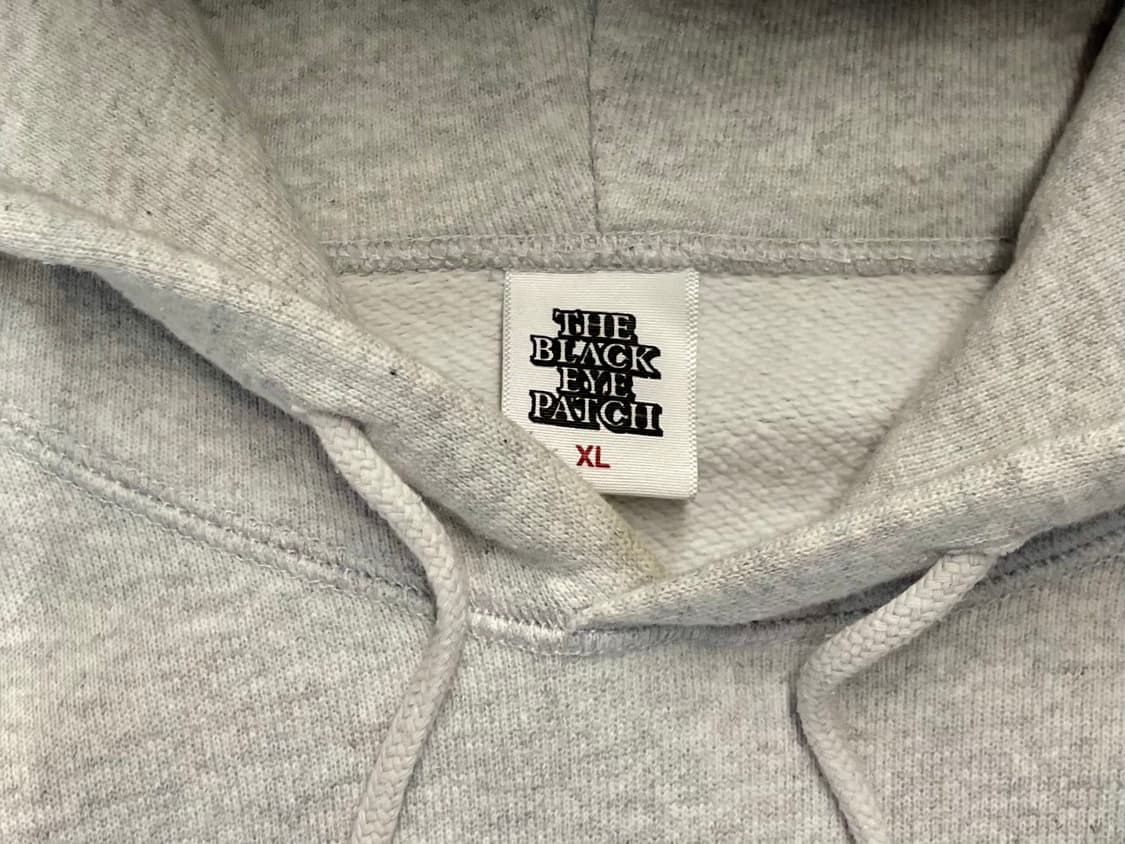 THE
BLACK
EYE
PATCH
XL